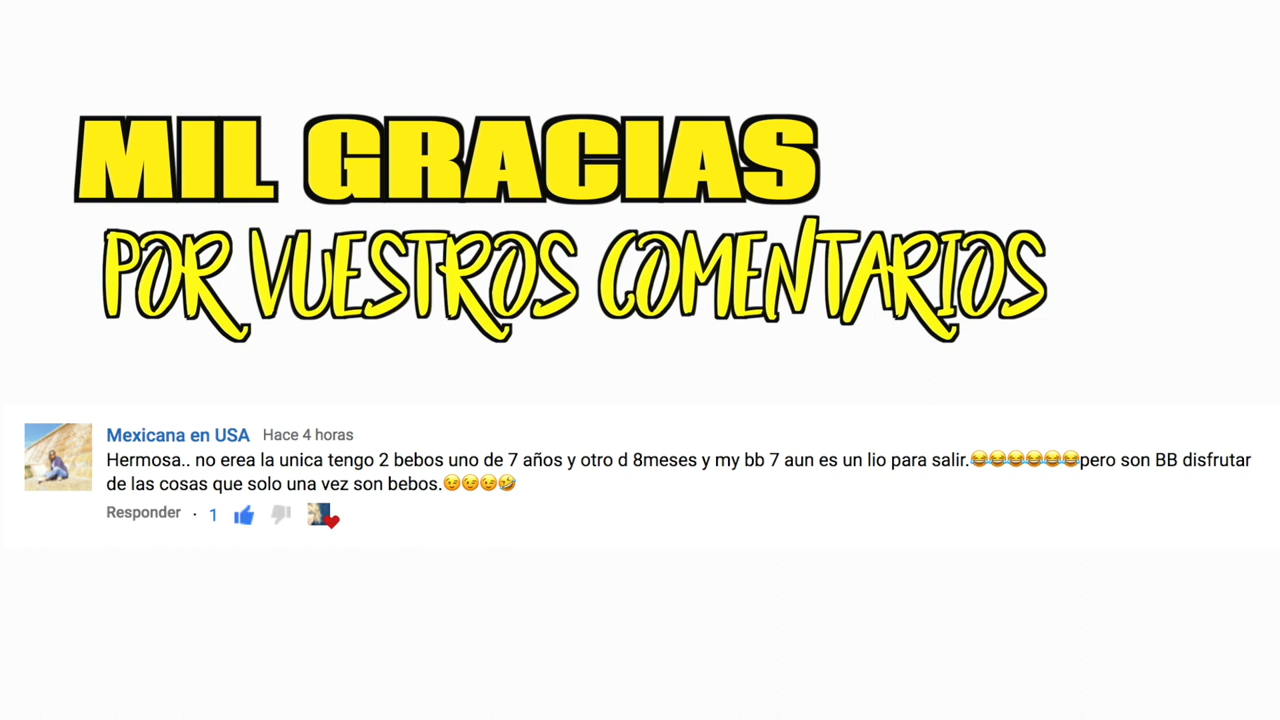 MIL GRACIAS
POR VUESTROS COMENTARIOS
Mexicana en USA Hace 4 horas
Hermosa.. no erea la unica tengo 2 bebos uno de 7 años y otro d 8meses y my bb 7 aun es un lio para salir.😂😂😂😂😂😂pero son BB disfrutar
de las cosas que solo una vez son bebos.😉😉😉🤣
Responder · 1